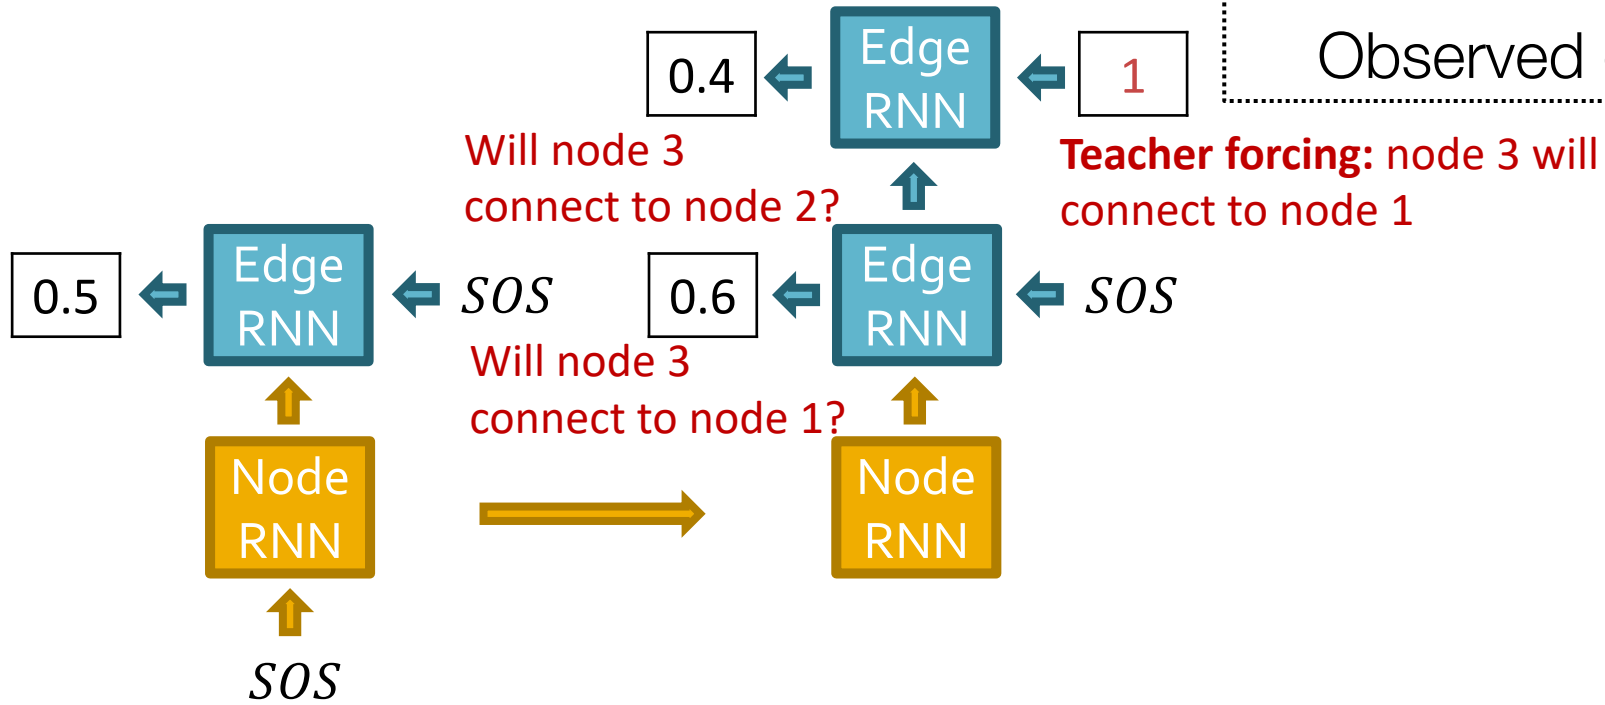 Observed
0.4
Edge
RNN
1
Will node 3
connect to node 2?
Teacher forcing: node 3 will
connect to node 1
0.5
Edge
RNN
SOS
0.6
Edge
RNN
SOS
Will node 3
connect to node 1?
Node
RNN
Node
RNN
SOS